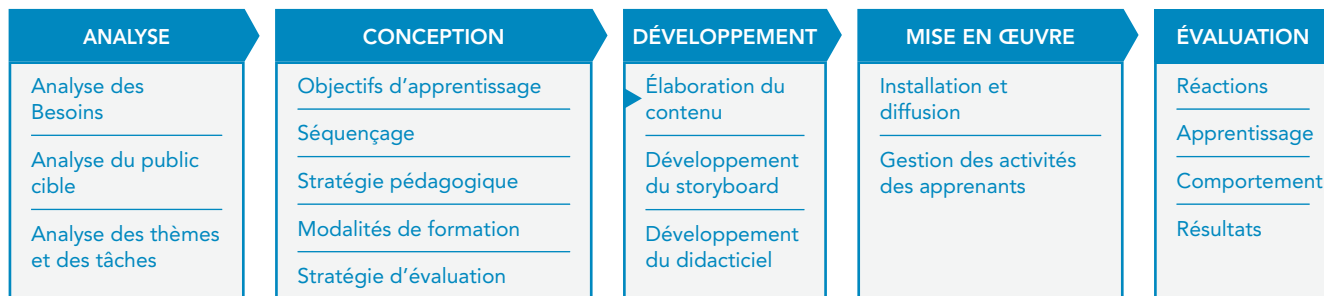 ANALYSE
Analyse des
Besoins
Analyse du public
cible
Analyse des thèmes
et des tâches
CONCEPTION
Objectifs d'apprentissage
Séquençage
Stratégie pédagogique
Modalités de formation
Stratégie d'évaluation
DÉVELOPPEMENT
Élaboration du
contenu
Développement
du storyboard
Développement
du didacticiel
MISE EN ŒUVRE
Installation et
diffusion
Gestion des activités
des apprenants
ÉVALUATION
Réactions
Apprentissage
Comportement
Résultats